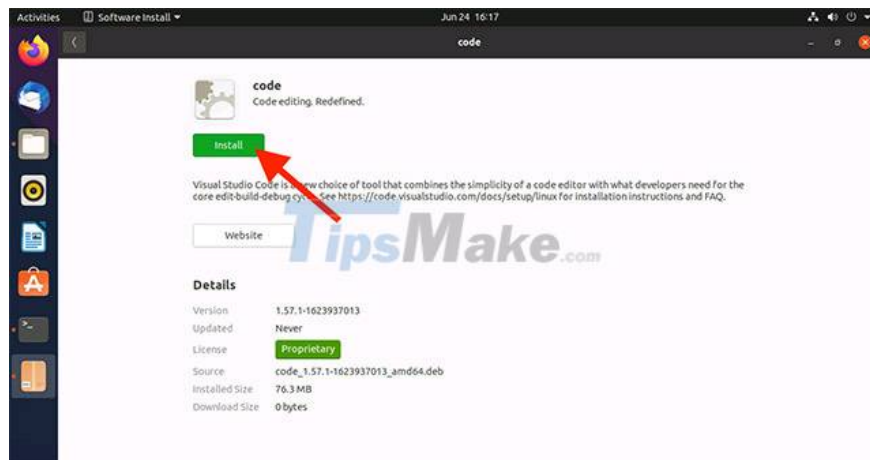 Activities Software Install Jun 24 16:17
code
code
Code editing. Redefined.
Install
Visual Studio Code is a new choice of tool that combines the simplicity of a code editor with what developers need for the
core edit-build-debug cycle. See https://code.visualstudio.com/docs/setup/linux for installation instructions and FAQ.
Website
TipsMake.com
Details
Version 1.57.1-1623937013
Updated Never
License Proprietary
Source code_1.57.1-1623937013_amd64.deb
Installed Size 76.3 MB
Download Size 0 bytes